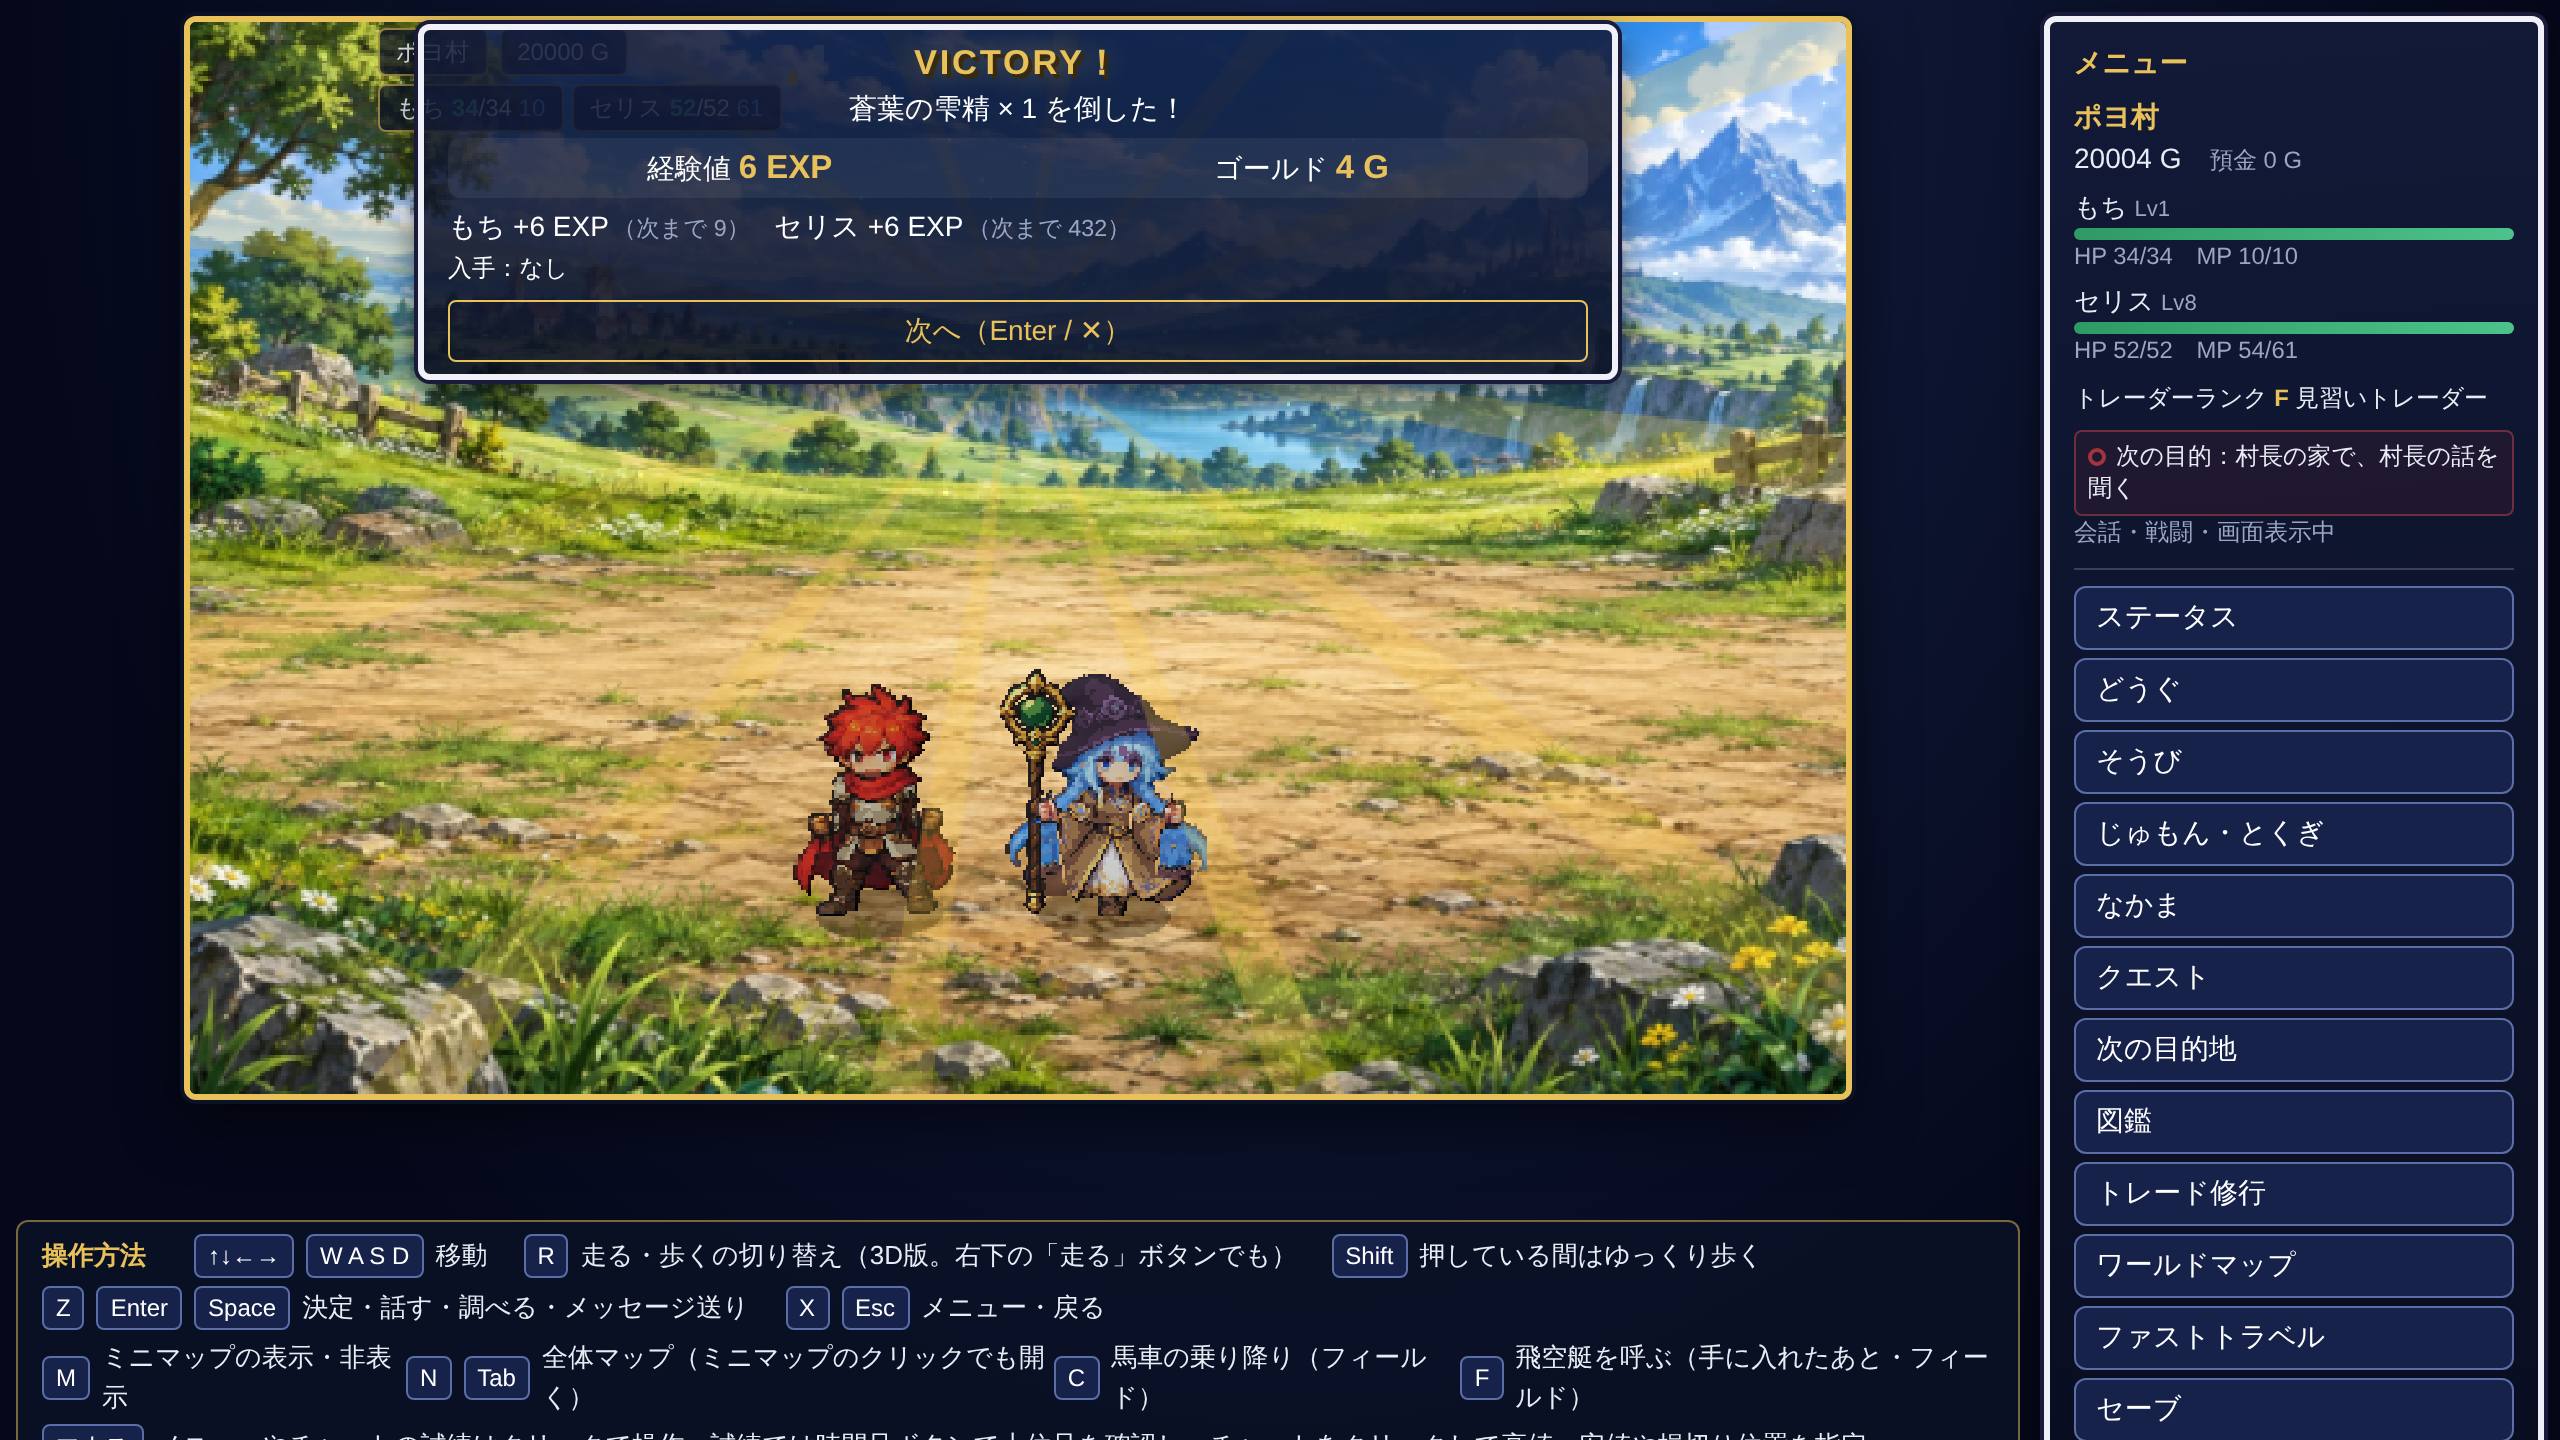 ポヨ村 20000 G
もち 34/34 10 セリス 52/52 61
VICTORY！
蒼葉の雫精 × 1 を倒した！
経験値 6 EXP ゴールド 4 G
もち +6 EXP（次まで 9） セリス +6 EXP（次まで 432）
入手：なし
次へ（Enter / ✕）
メニュー
ポヨ村
20004 G 預金 0 G
もち Lv1
HP 34/34 MP 10/10
セリス Lv8
HP 52/52 MP 54/61
トレーダーランク F 見習いトレーダー
次の目的：村長の家で、村長の話を
聞く
会話・戦闘・画面表示中
ステータス
どうぐ
そうび
じゅもん・とくぎ
なかま
クエスト
次の目的地
図鑑
トレード修行
ワールドマップ
ファストトラベル
セーブ
操作方法 ↑↓←→ W A S D 移動 R 走る・歩くの切り替え（3D版。右下の「走る」ボタンでも） Shift 押している間はゆっくり歩く
Z Enter Space 決定・話す・調べる・メッセージ送り X Esc メニュー・戻る
M ミニマップの表示・非表
示 N Tab 全体マップ（ミニマップのクリックでも開
く） C 馬車の乗り降り（フィール
ド） F 飛空艇を呼ぶ（手に入れたあと・フィー
ルド）